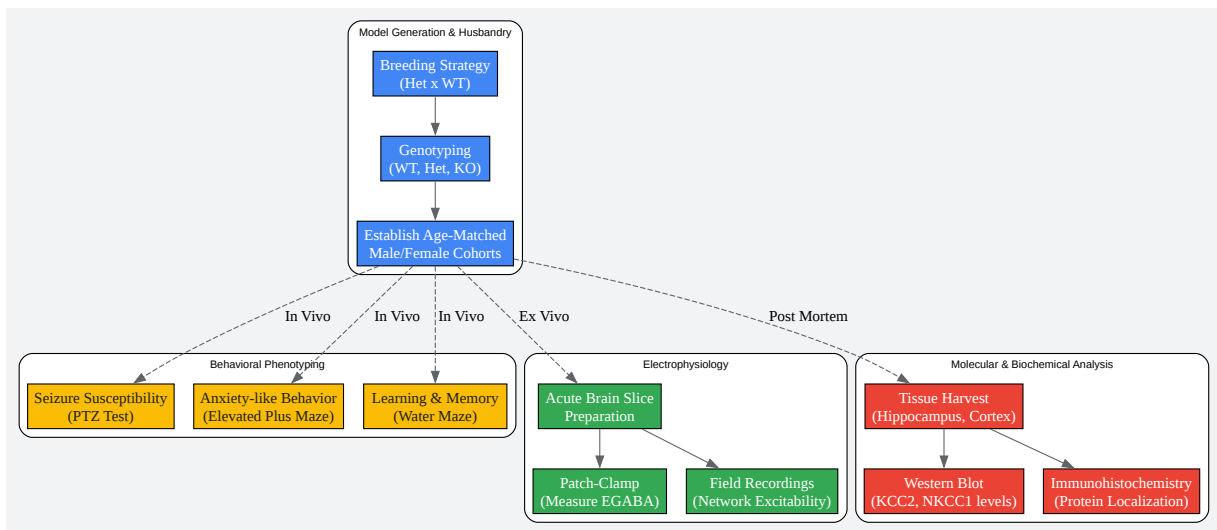 Model Generation & Husbandry
Breeding Strategy
(Het x WT)
Genotyping
(WT, Het, KO)
Establish Age-Matched
Male/Female Cohorts
In Vivo
In Vivo
In Vivo
Ex Vivo
Post Mortem
Behavioral Phenotyping
Seizure Susceptibility
(PTZ Test)
Anxiety-like Behavior
(Elevated Plus Maze)
Learning & Memory
(Water Maze)
Electrophysiology
Acute Brain Slice
Preparation
Patch-Clamp
(Measure EGABA)
Field Recordings
(Network Excitability)
Molecular & Biochemical Analysis
Tissue Harvest
(Hippocampus, Cortex)
Western Blot
(KCC2, NKCC1 levels)
Immunohistochemistry
(Protein Localization)